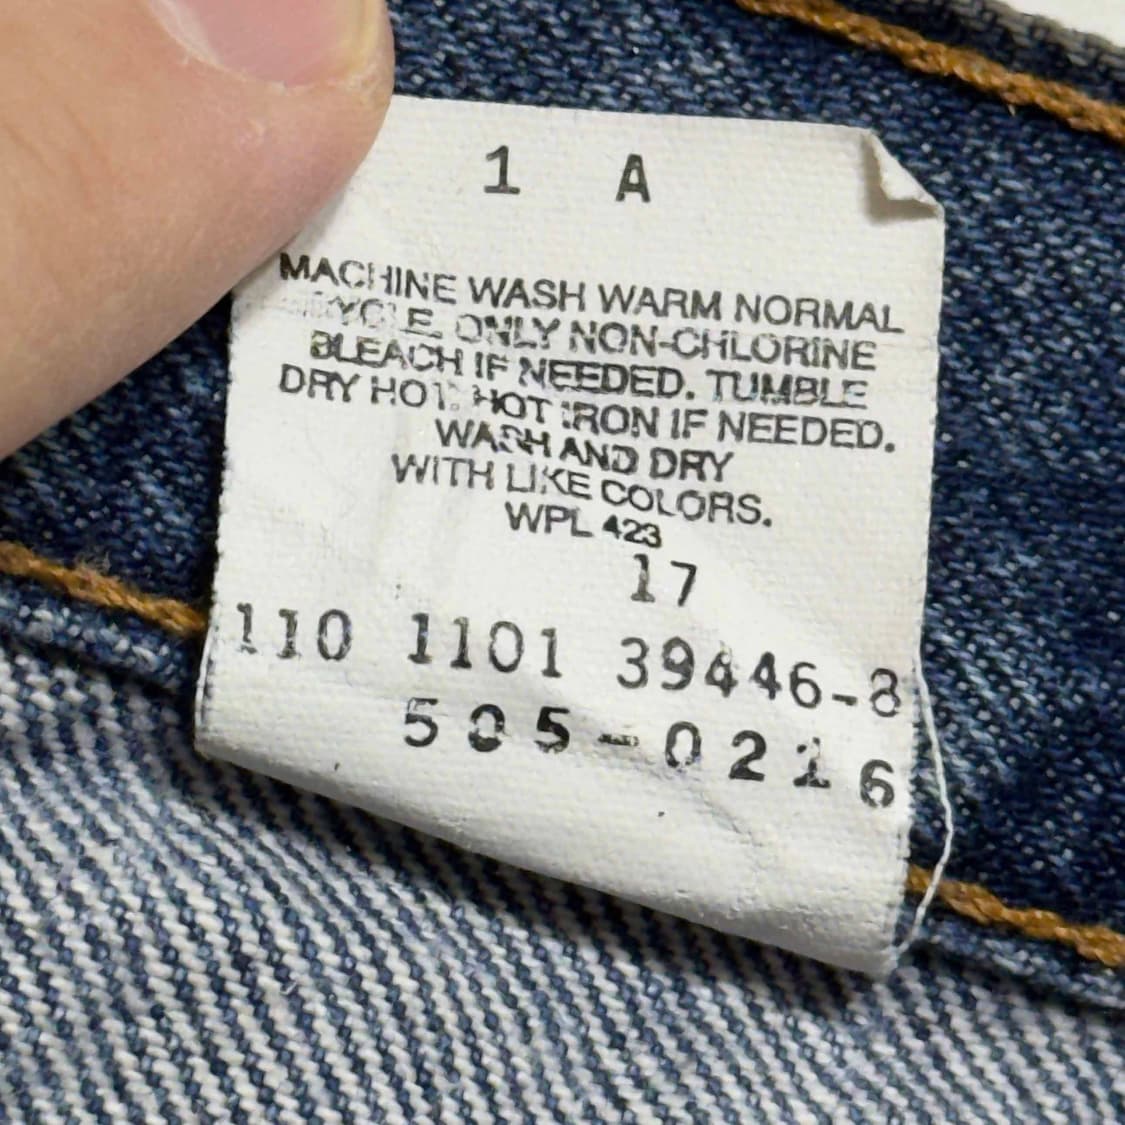 1 A
MACHINE WASH WARM NORMAL
CYCLE. ONLY NON-CHLORINE
BLEACH IF NEEDED. TUMBLE
DRY HOT. HOT IRON IF NEEDED.
WASH AND DRY
WITH LIKE COLORS.
WPL 423
17
110 1101 39446-8
505-0216